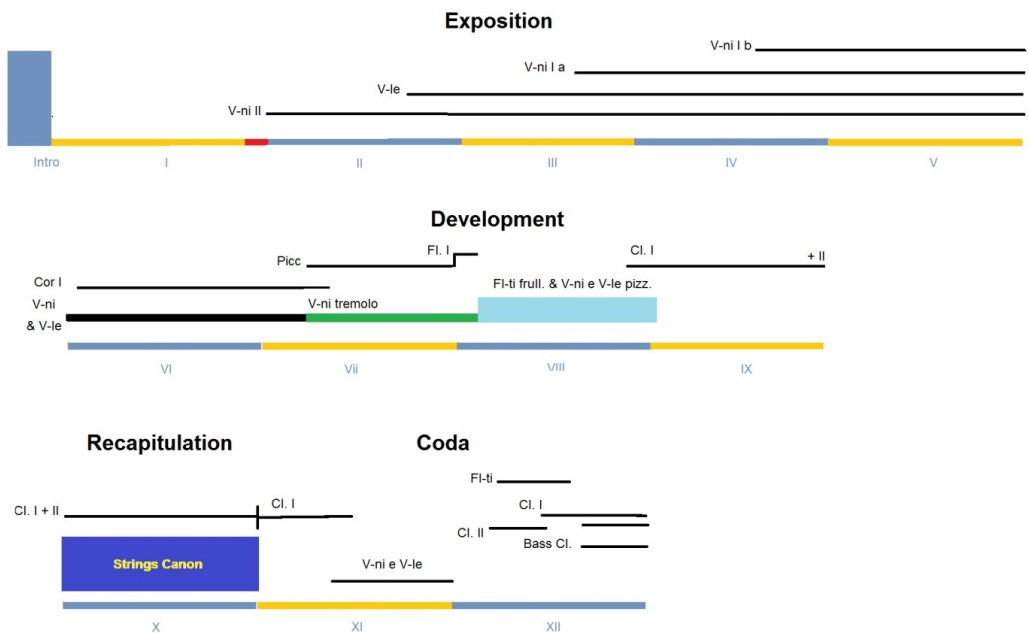 Exposition
V-ni I b
V-ni I a
V-le
V-ni II
Intro I II III IV V
Development
Picc Fl. I Cl. I + II
Cor I
Fl-ti frull. & V-ni e V-le pizz.
V-ni V-ni tremolo
& V-le
VI Vii VIII IX
Recapitulation Coda
Fl-ti
Cl. I + II Cl. I Cl. I
Cl. II
Bass Cl.
Strings Canon V-ni e V-le
X XI XII